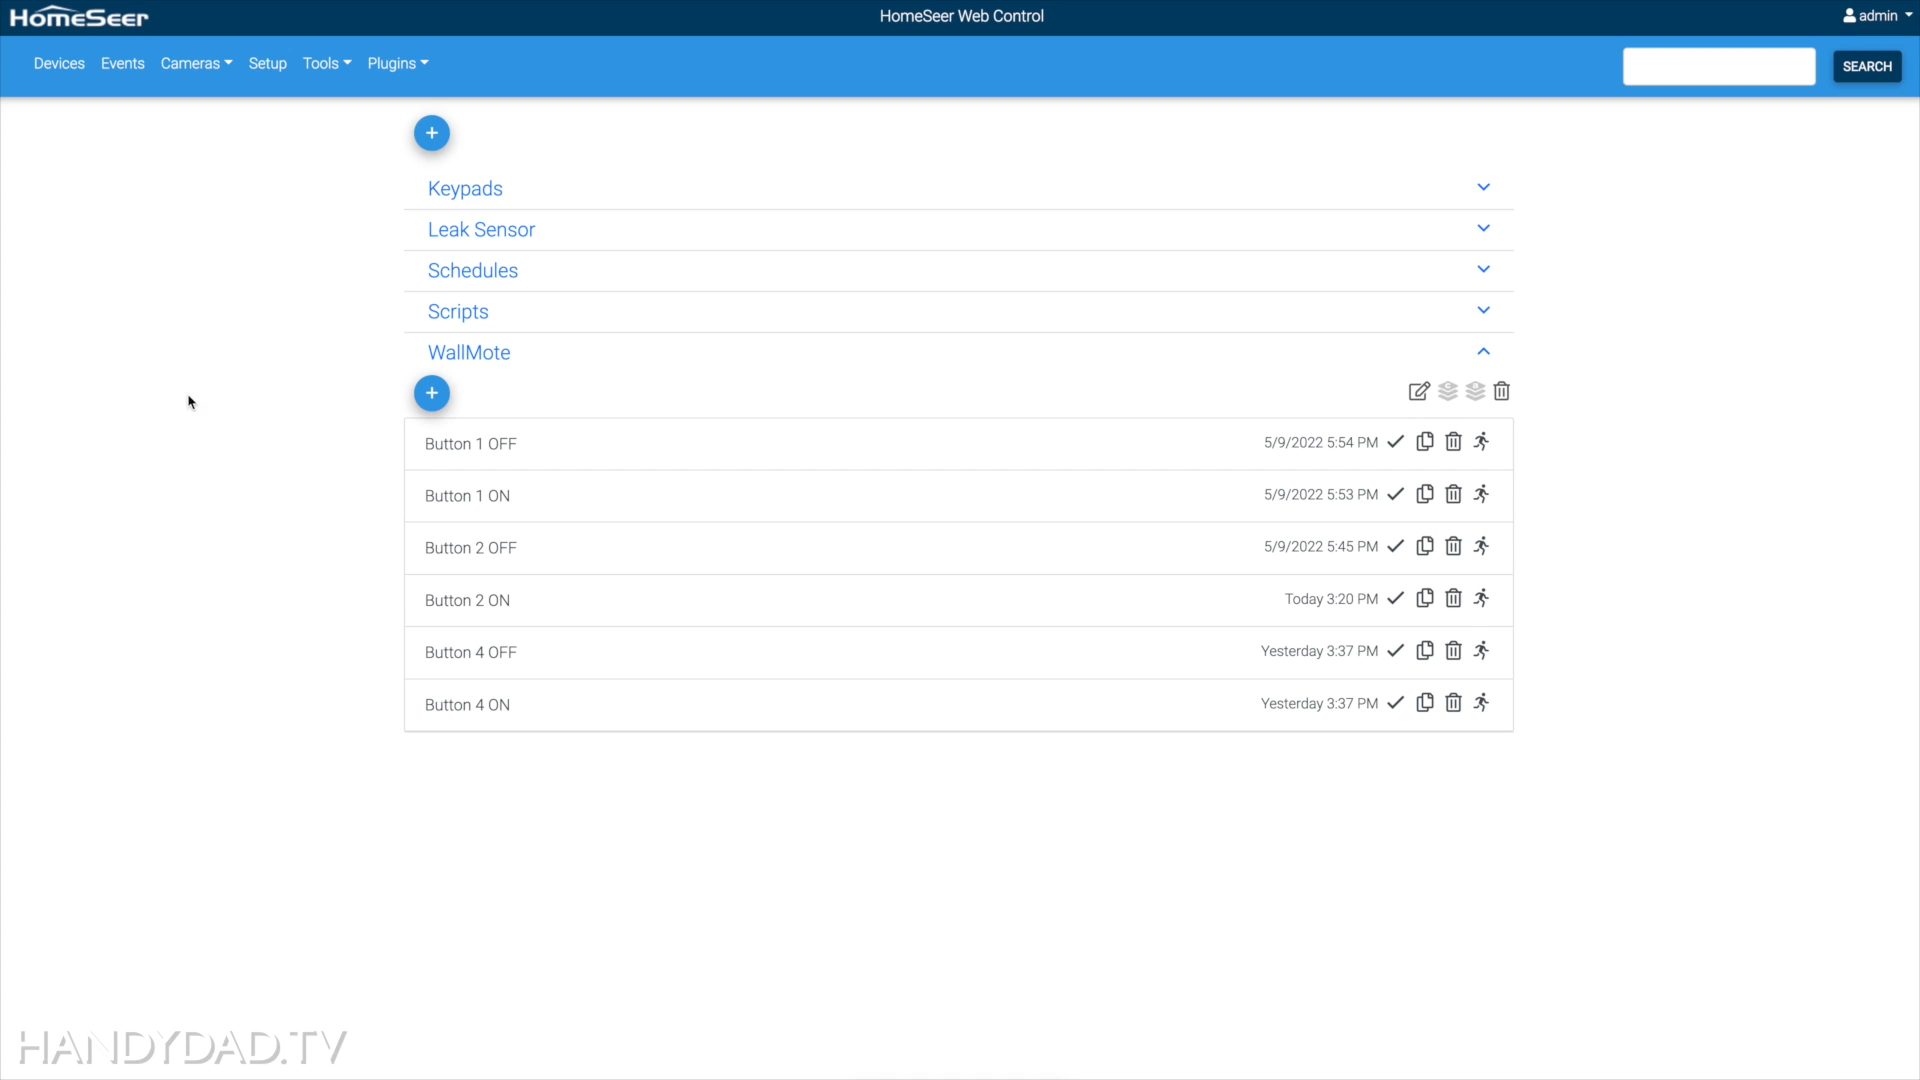 HomeSeer
HomeSeer Web Control
admin
Devices Events Cameras Setup Tools Plugins
SEARCH
Keypads
Leak Sensor
Schedules
Scripts
WallMote
Button 1 OFF 5/9/2022 5:54 PM
Button 1 ON 5/9/2022 5:53 PM
Button 2 OFF 5/9/2022 5:45 PM
Button 2 ON Today 3:20 PM
Button 4 OFF Yesterday 3:37 PM
Button 4 ON Yesterday 3:37 PM
HANDYDAD.TV